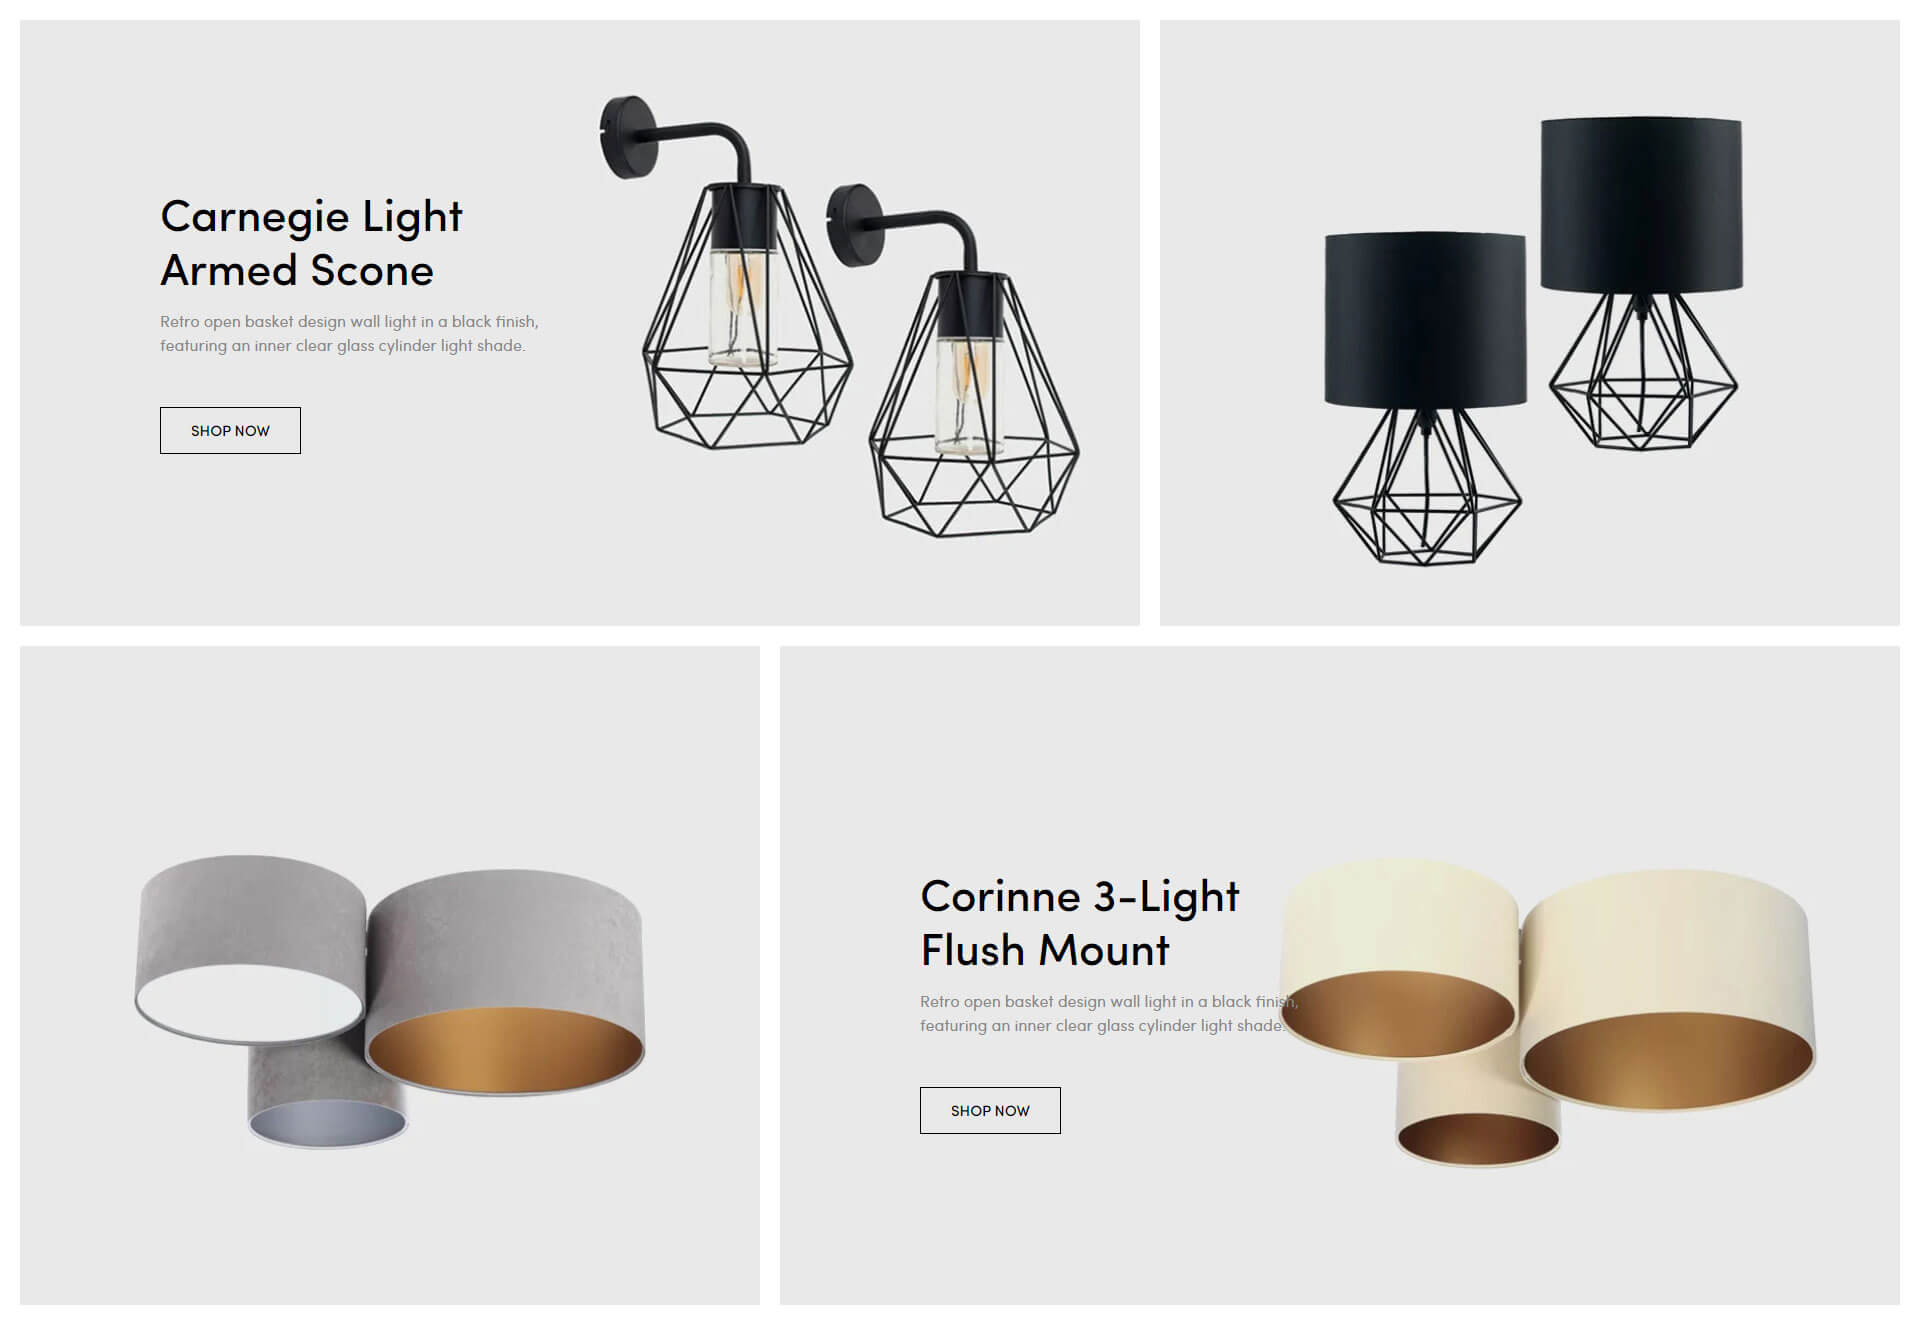 Carnegie Light
Armed Scone
Retro open basket design wall light in a black finish,
featuring an inner clear glass cylinder light shade.
SHOP NOW
Corinne 3-Light
Flush Mount
Retro open basket design wall light in a black finish,
featuring an inner clear glass cylinder light shade.
SHOP NOW